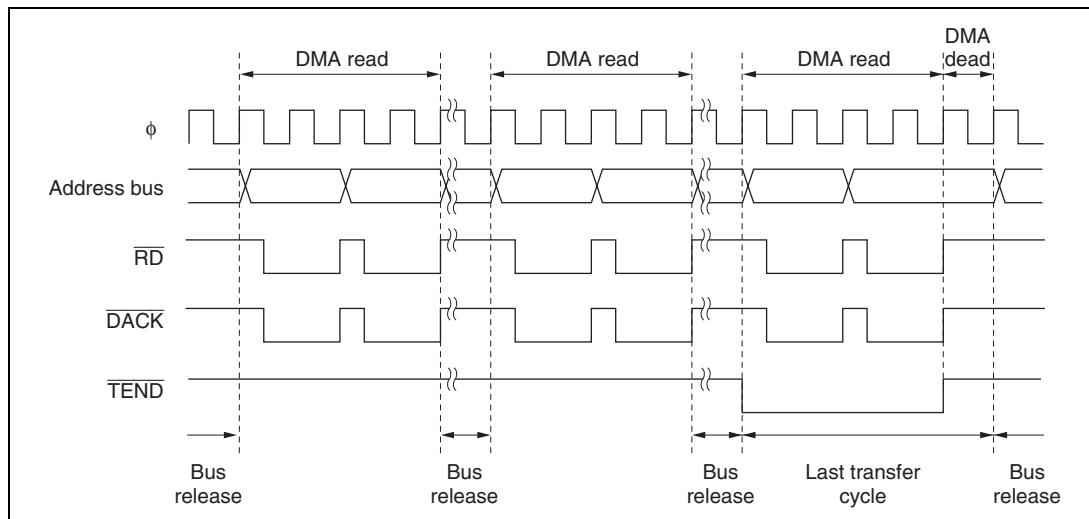 DMA read
DMA read
DMA read
DMA
dead
φ
Address bus
RD
DACK
TEND
Bus
release
Bus
release
Bus
release
Last transfer
cycle
Bus
release